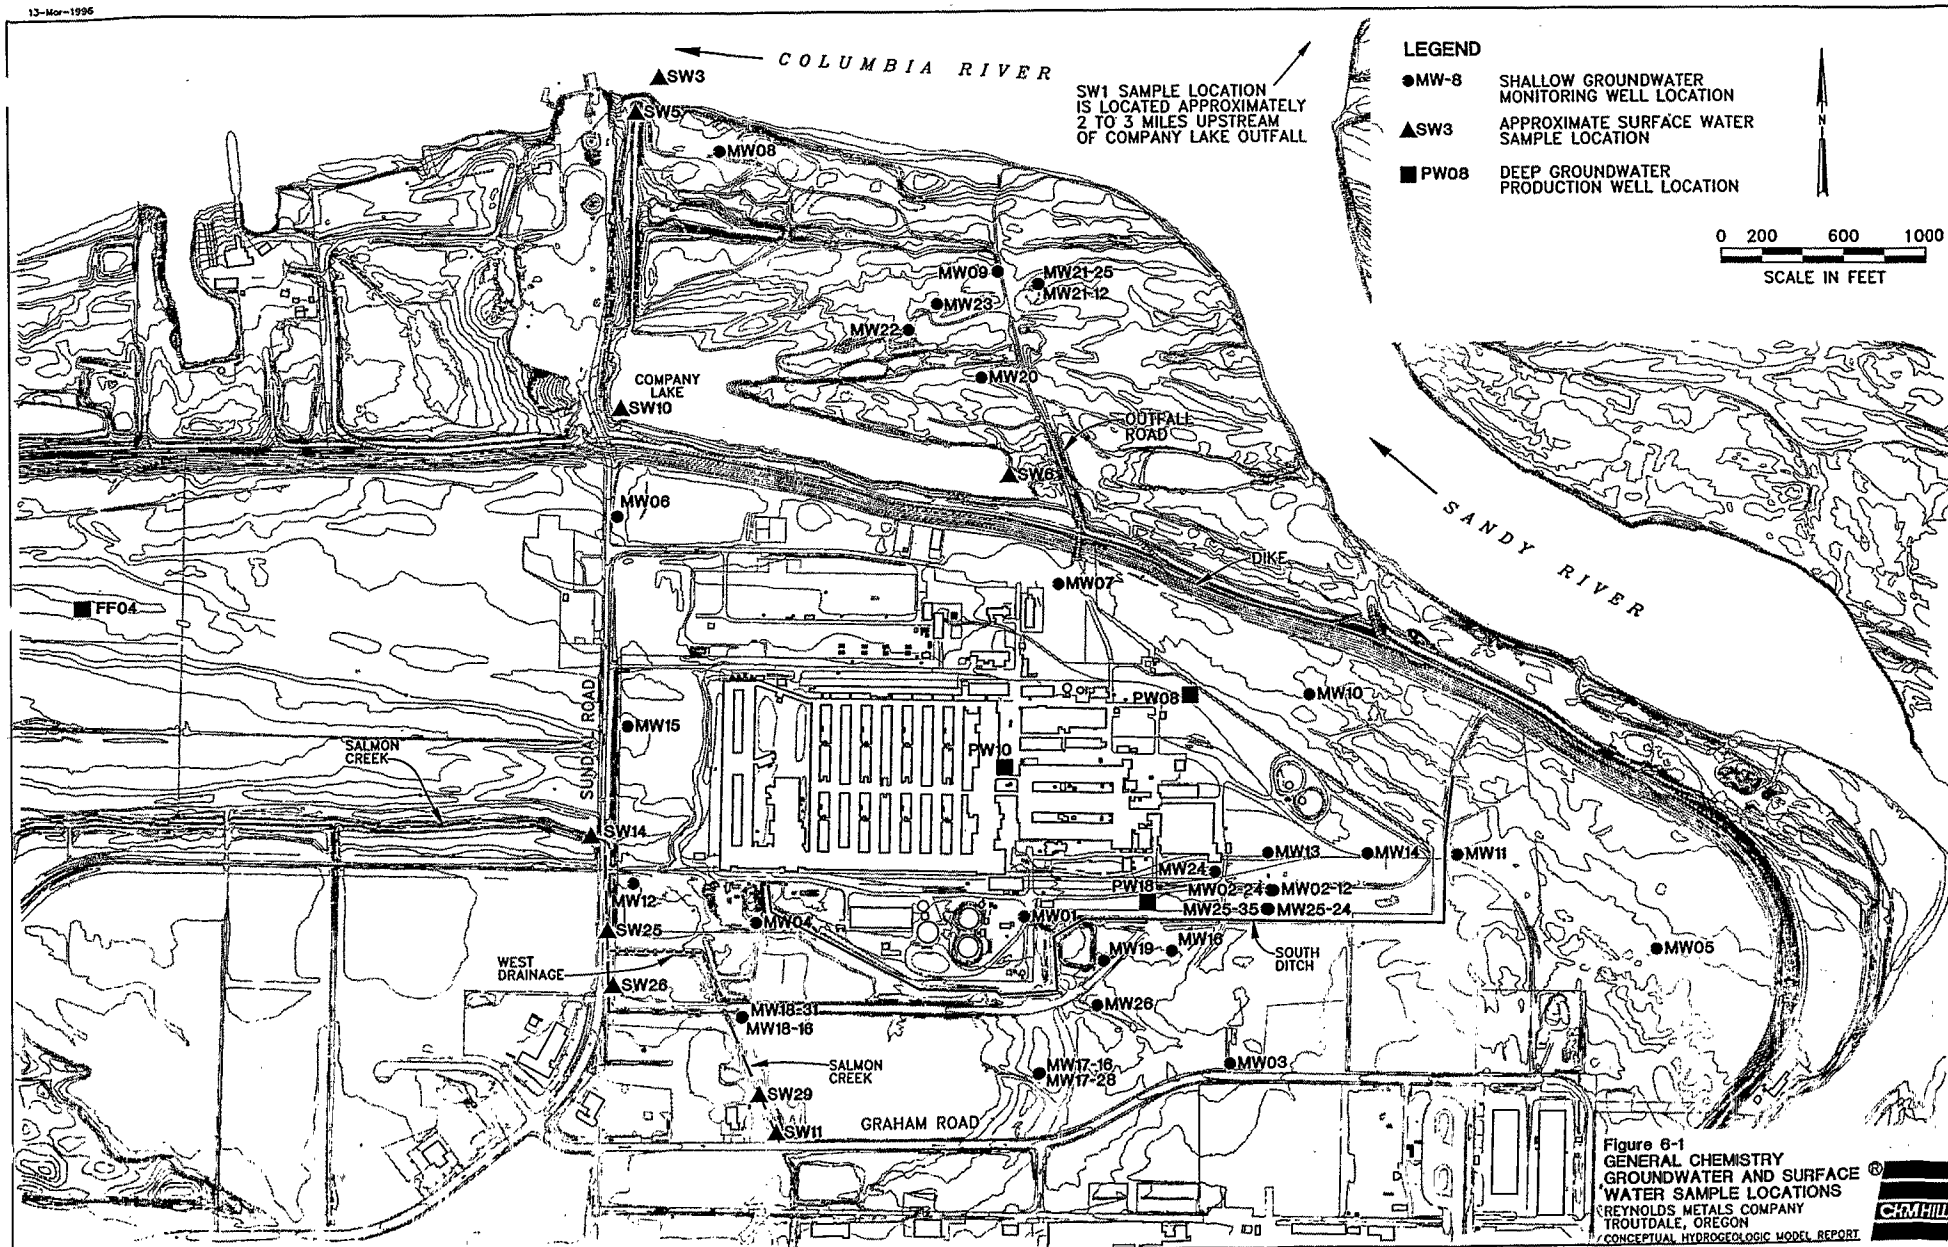 13-Mar-1996
COLUMBIA RIVER
SW3
SW5
MW08
SW1 SAMPLE LOCATION
IS LOCATED APPROXIMATELY
2 TO 3 MILES UPSTREAM
OF COMPANY LAKE OUTFALL
LEGEND
MW-8 SHALLOW GROUNDWATER
MONITORING WELL LOCATION
SW3 APPROXIMATE SURFACE WATER
SAMPLE LOCATION
PW08 DEEP GROUNDWATER
PRODUCTION WELL LOCATION
N
0 200 600 1000
SCALE IN FEET
MW09
MW21-25
MW21-12
MW23
MW22
MW20
COMPANY
LAKE
SW10
OUTFALL
ROAD
SW6
SANDY RIVER
MW06
DIKE
MW07
FF04
SUNDIAL ROAD
PW08
MW10
MW15
PW10
SALMON
CREEK
SW14
MW13
MW14
MW11
MW24
MW12
PW18
MW02-24
MW02-12
MW25-35
MW25-24
MW04
MW01
SW25
WEST
DRAINAGE
MW19
MW16
SOUTH
DITCH
MW05
SW26
MW26
MW18-31
MW18-16
SALMON
CREEK
MW17-16
MW17-28
MW03
SW29
SW11
GRAHAM ROAD
Figure 6-1
GENERAL CHEMISTRY
GROUNDWATER AND SURFACE
WATER SAMPLE LOCATIONS
REYNOLDS METALS COMPANY
TROUTDALE, OREGON
CONCEPTUAL HYDROGEOLOGIC MODEL REPORT
®
CH2M HILL